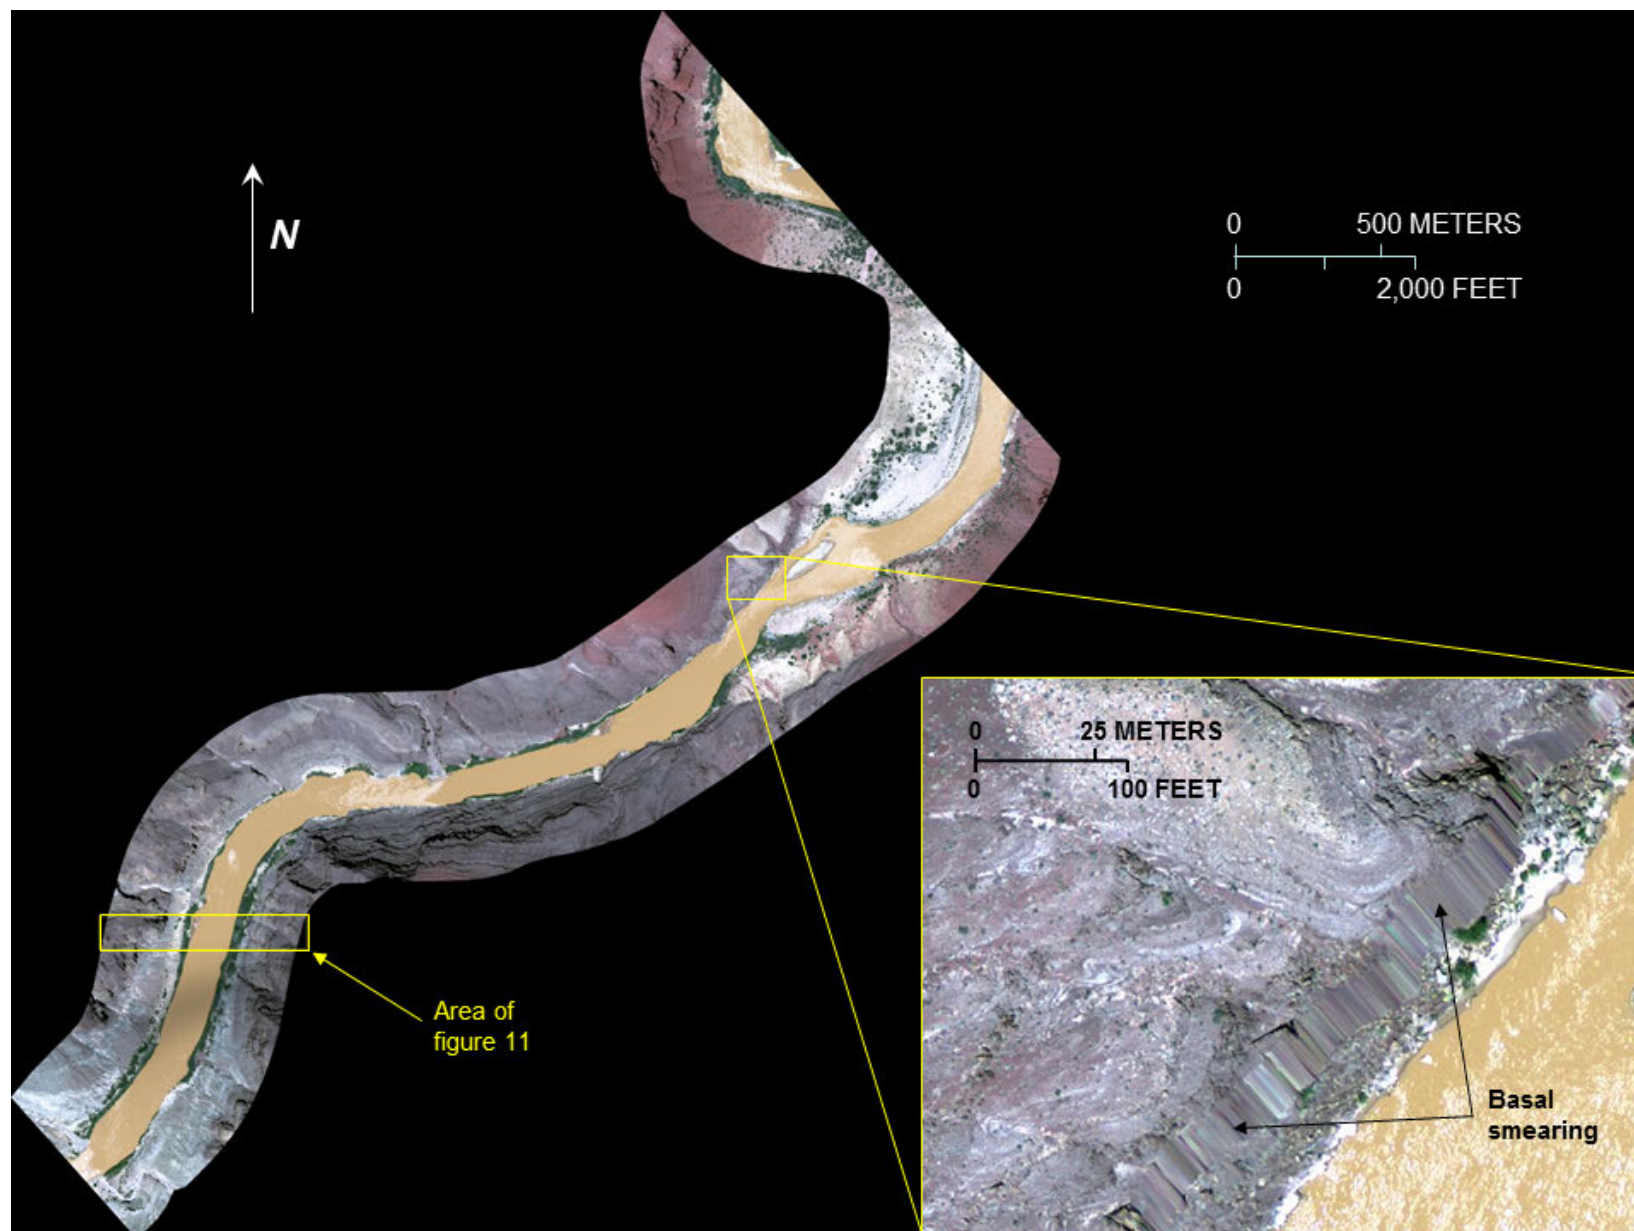 N
0 500 METERS
0 2,000 FEET
0 25 METERS
0 100 FEET
Area of
figure 11
Basal
smearing